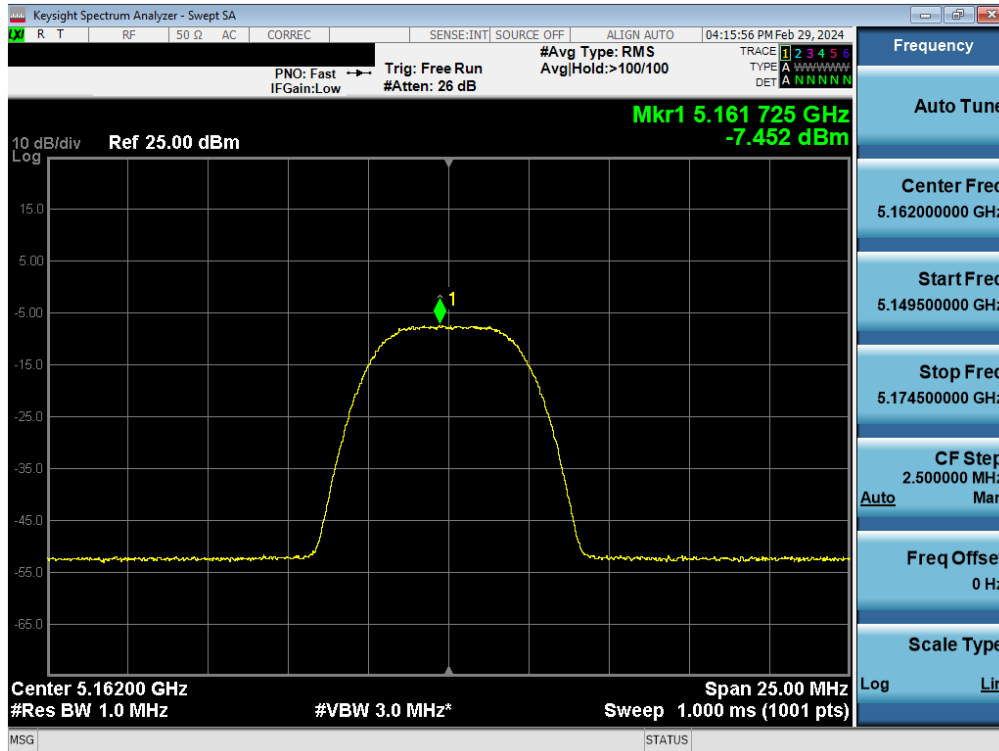 Keysight Spectrum Analyzer - Swept SA
LXI R T RF 50 Ω AC CORREC SENSE:INT SOURCE OFF ALIGN AUTO 04:15:56 PM Feb 29, 2024
PNO: Fast
IFGain:Low
Trig: Free Run
#Atten: 26 dB
#Avg Type: RMS
Avg|Hold:>100/100
TRACE 1 2 3 4 5 6
TYPE A WWWWW
DET A N N N N N
Mkr1 5.161 725 GHz
-7.452 dBm
10 dB/div Ref 25.00 dBm
Log
15.0
5.00
-5.00
-15.0
-25.0
-35.0
-45.0
-55.0
-65.0
1
Center 5.16200 GHz Span 25.00 MHz
#Res BW 1.0 MHz #VBW 3.0 MHz* Sweep 1.000 ms (1001 pts)
MSG STATUS
Frequency
Auto Tune
Center Freq
5.162000000 GHz
Start Freq
5.149500000 GHz
Stop Freq
5.174500000 GHz
CF Step
2.500000 MHz
Auto Man
Freq Offset
0 Hz
Scale Type
Log Lin